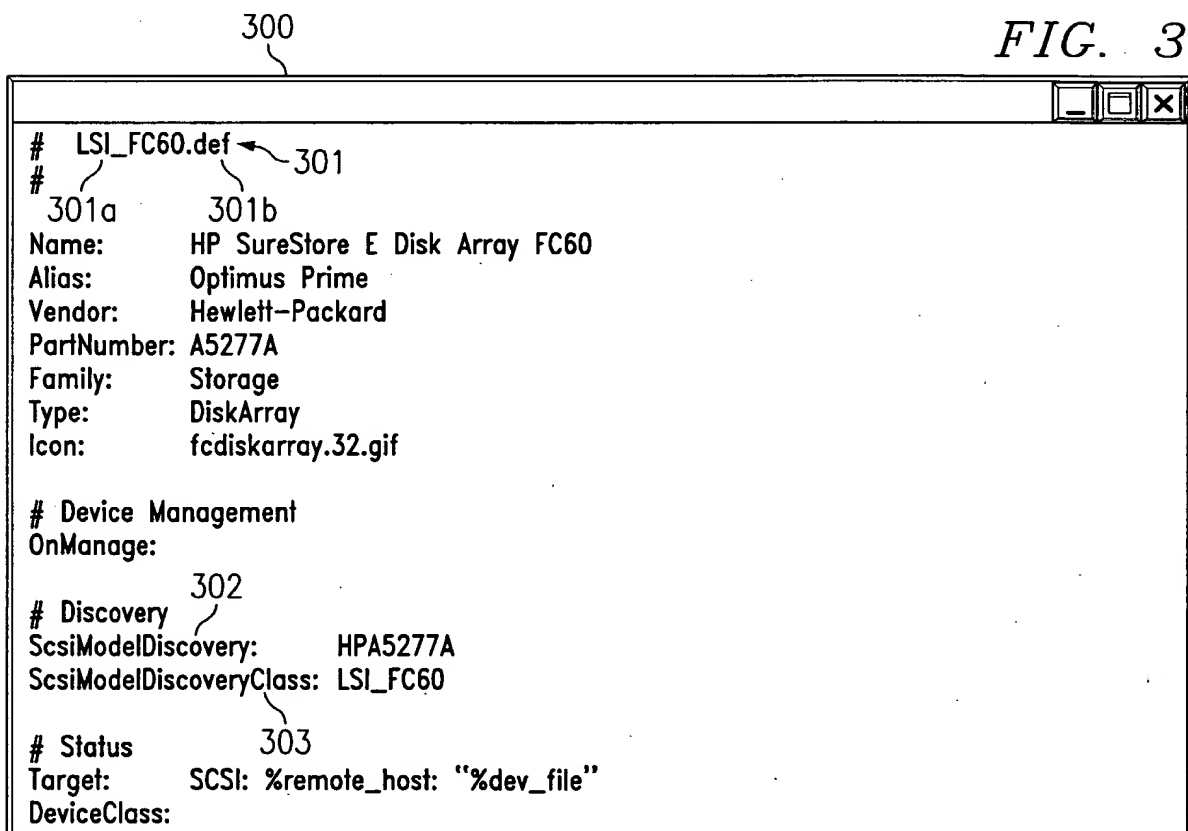 300
FIG. 3
# LSI_FC60.def 301
#
301a 301b
Name: HP SureStore E Disk Array FC60
Alias: Optimus Prime
Vendor: Hewlett-Packard
PartNumber: A5277A
Family: Storage
Type: DiskArray
Icon: fcdiskarray.32.gif
# Device Management
OnManage:
302
# Discovery
ScsiModelDiscovery: HPA5277A
ScsiModelDiscoveryClass: LSI_FC60
303
# Status
Target: SCSI: %remote_host: “%dev_file”
DeviceClass: